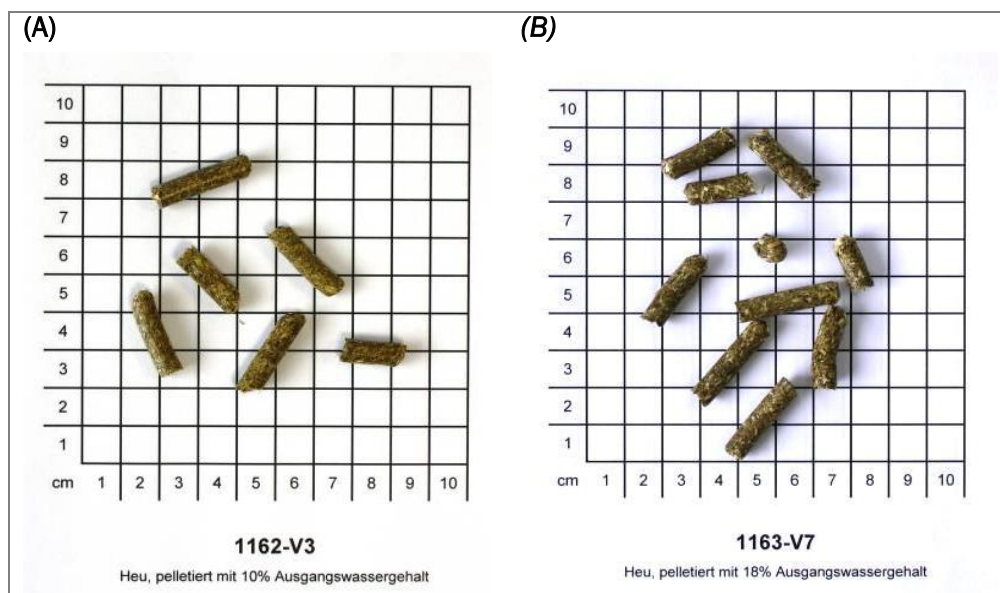 (A)
(B)
10
9
8
7
6
5
4
3
2
1
cm 1 2 3 4 5 6 7 8 9 10
1162-V3
Heu, pelletiert mit 10% Ausgangswassergehalt
10
9
8
7
6
5
4
3
2
1
cm 1 2 3 4 5 6 7 8 9 10
1163-V7
Heu, pelletiert mit 18% Ausgangswassergehalt